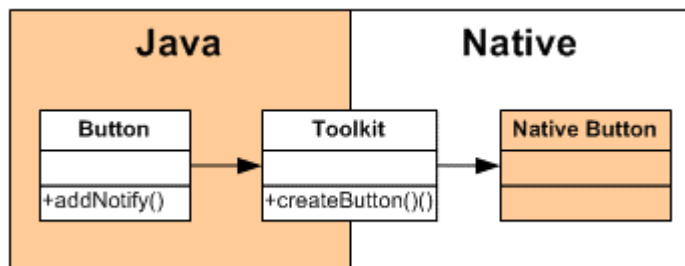 Java
Native
Button
Toolkit
Native Button
+addNotify()
+createButton()()